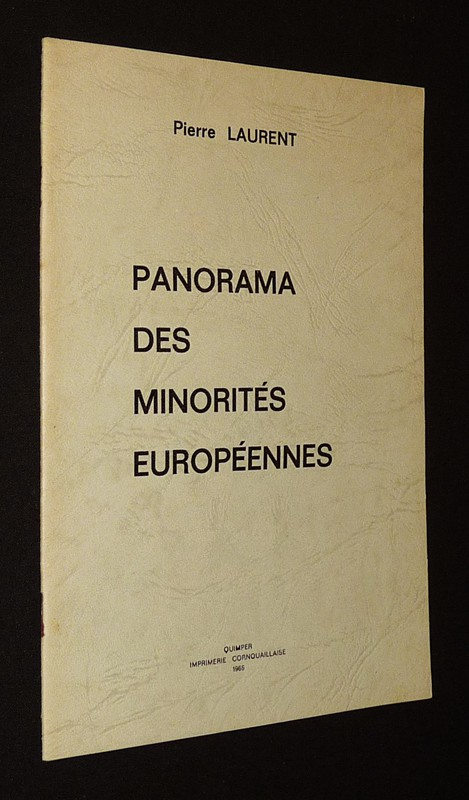 Pierre LAURENT
PANORAMA
DES
MINORITÉS
EUROPÉENNES
QUIMPER
IMPRIMERIE CORNOUAILLAISE
1965